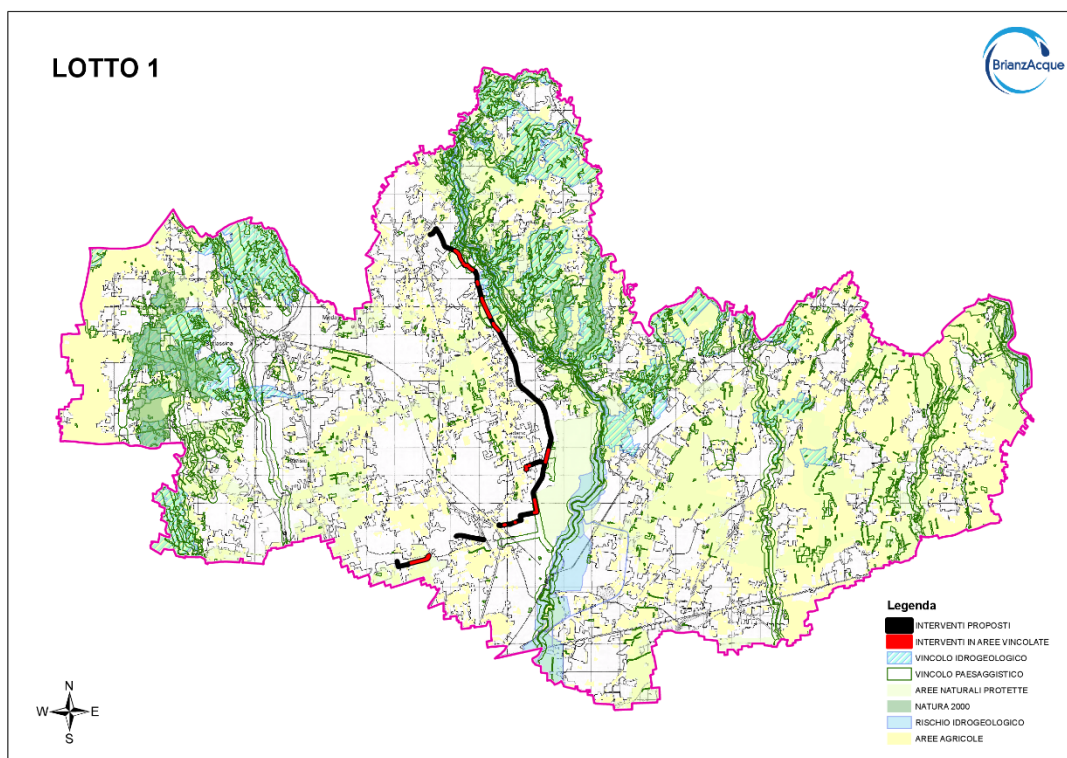 LOTTO 1
BrianzAcque
Legenda
INTERVENTI PROPOSTI
INTERVENTI IN AREE VINCOLATE
VINCOLO IDROGEOLOGICO
VINCOLO PAESAGGISTICO
AREE NATURALI PROTETTE
NATURA 2000
RISCHIO IDROGEOLOGICO
AREE AGRICOLE
N
W E
S